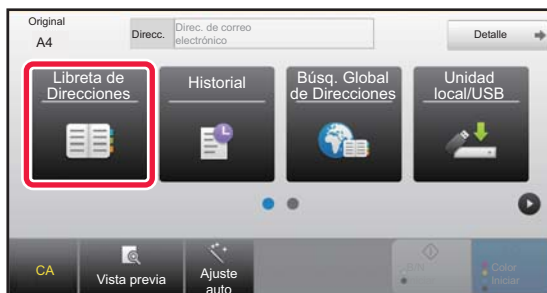 Original
A4
Direcc.
Direc. de correo
electrónico
Detalle
Libreta de
Direcciones
Historial
Búsq. Global
de Direcciones
Unidad
local/USB
CA
Vista previa
Ajuste
auto
B/N
Color
Iniciar